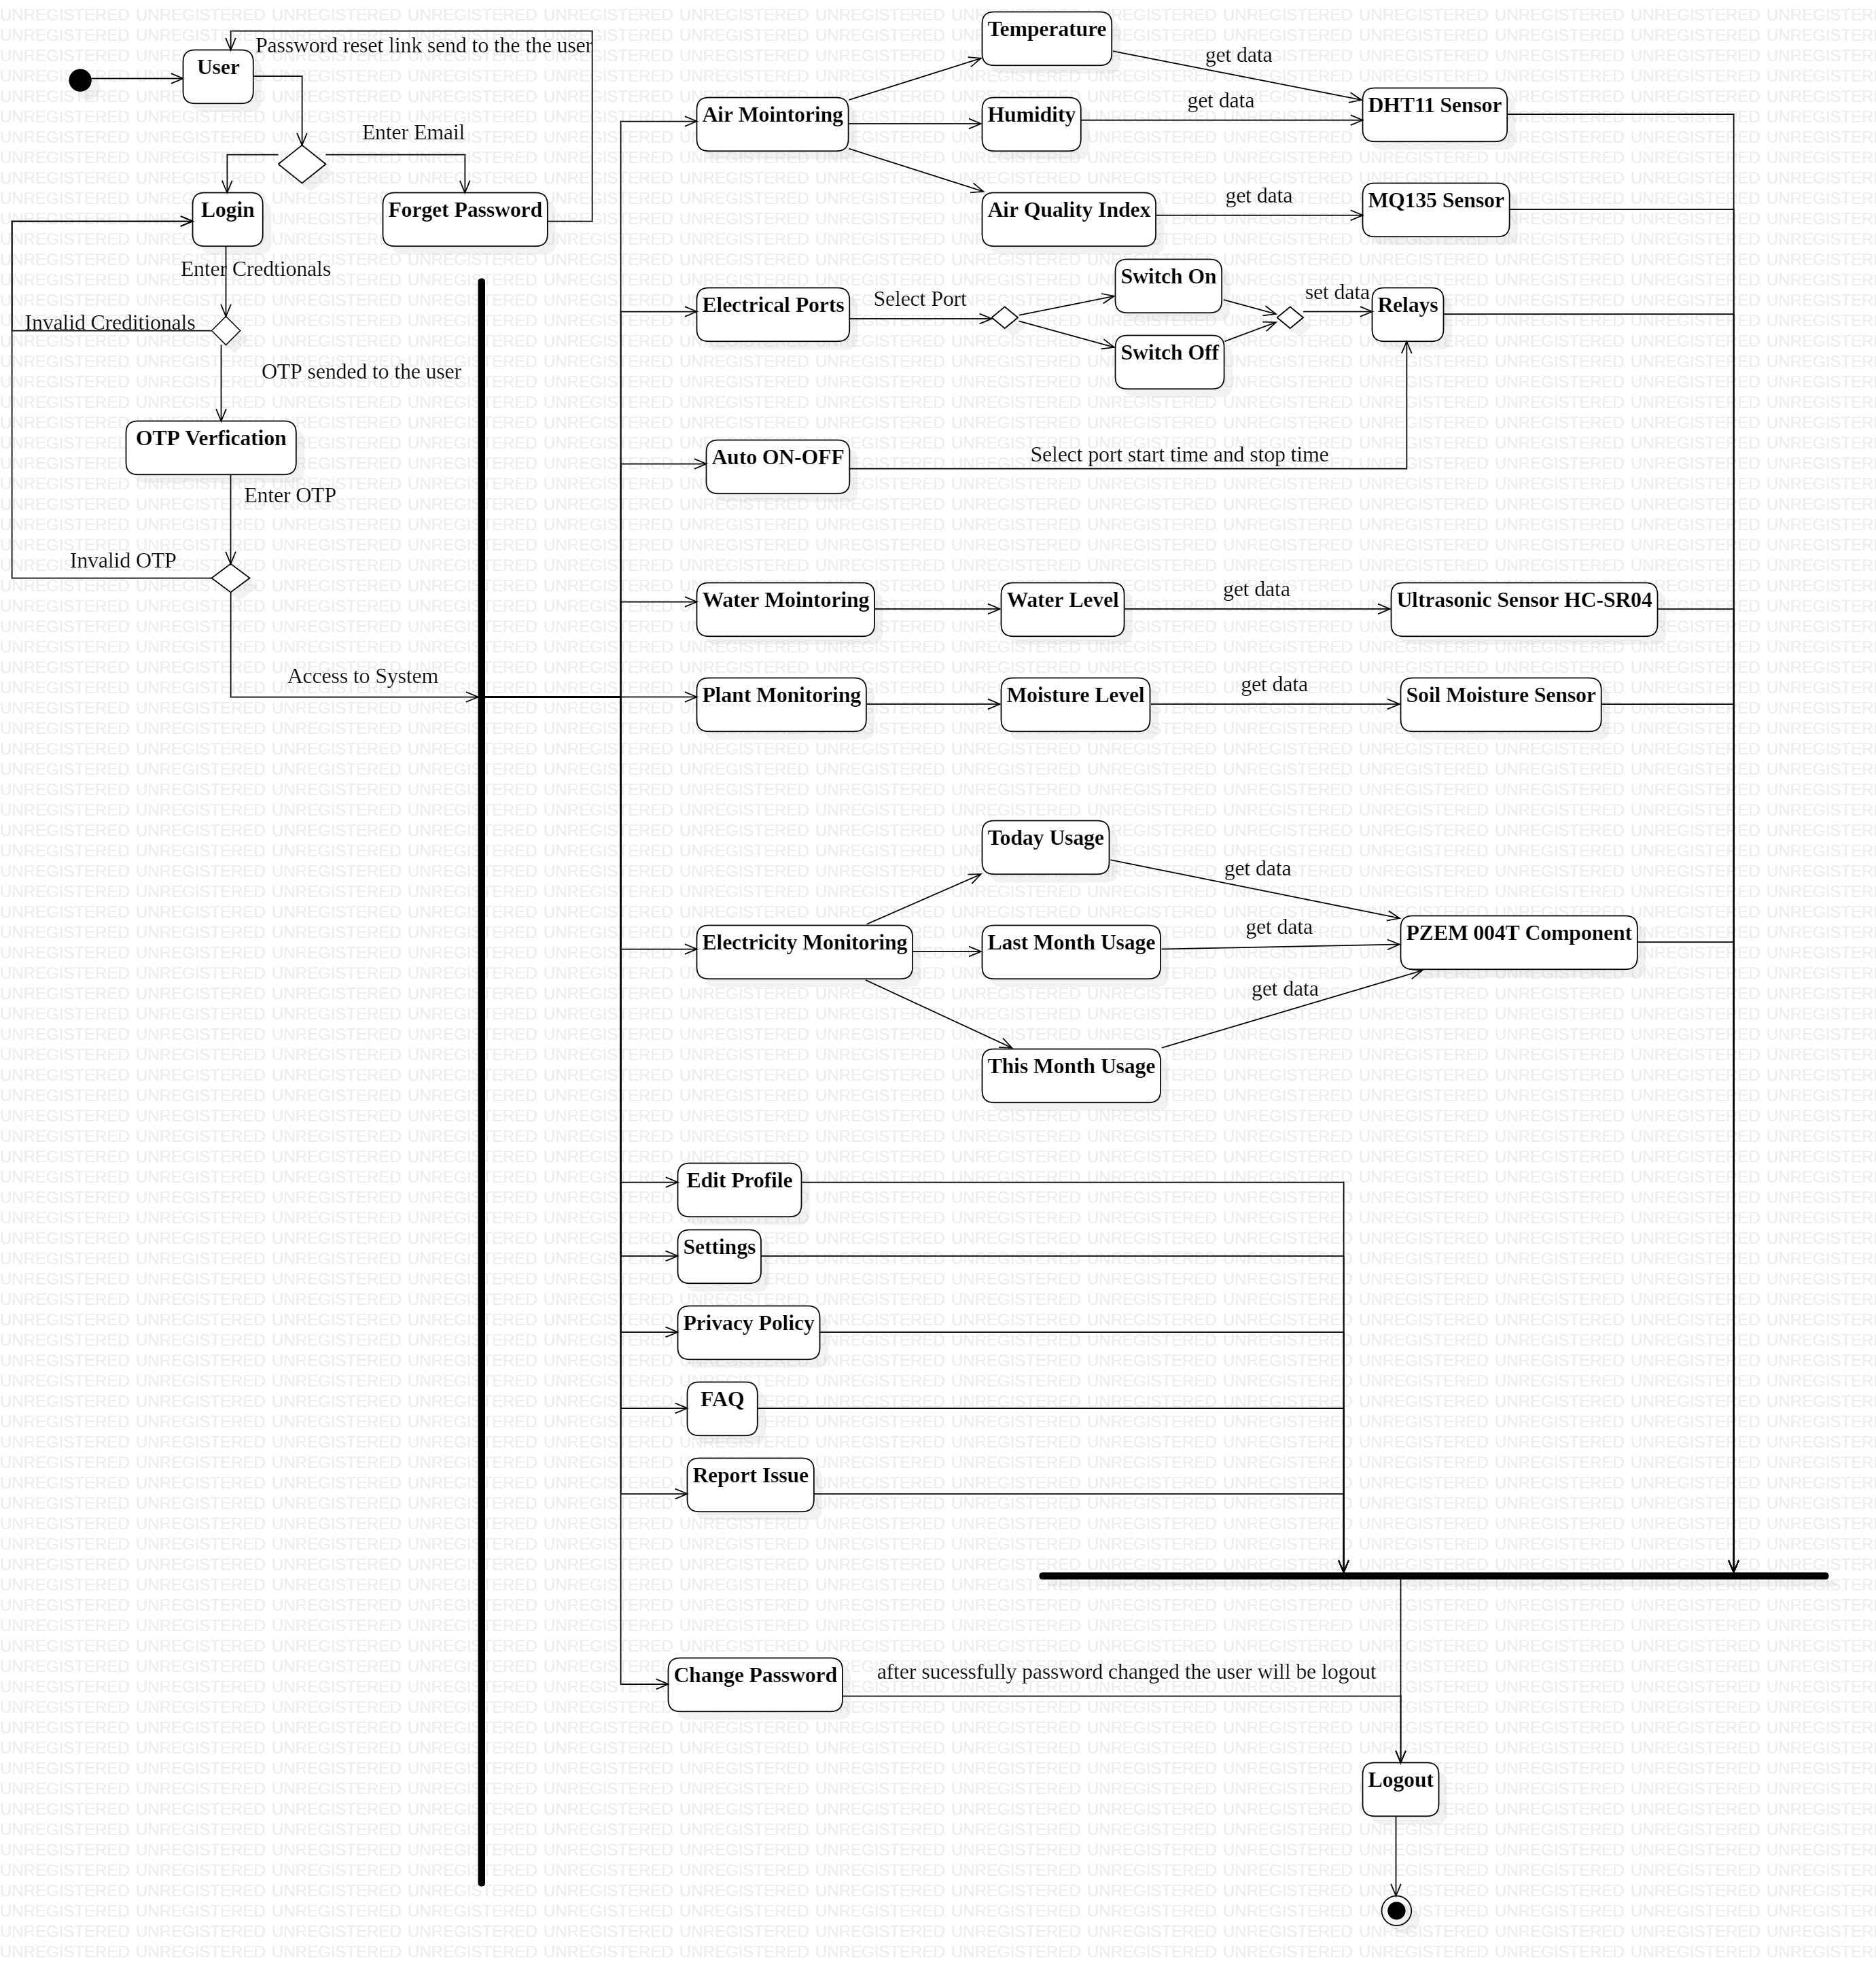 Password reset link send to the the user
User
Enter Email
Login
Forget Password
Enter Credtionals
Invalid Creditionals
OTP sended to the user
OTP Verfication
Enter OTP
Invalid OTP
Access to System
Temperature
get data
Air Mointoring
Humidity
get data
DHT11 Sensor
Air Quality Index
get data
MQ135 Sensor
Electrical Ports
Select Port
Switch On
Switch Off
set data
Relays
Auto ON-OFF
Select port start time and stop time
Water Mointoring
Water Level
get data
Ultrasonic Sensor HC-SR04
Plant Monitoring
Moisture Level
get data
Soil Moisture Sensor
Today Usage
get data
Electricity Monitoring
Last Month Usage
get data
PZEM 004T Component
get data
This Month Usage
Edit Profile
Settings
Privacy Policy
FAQ
Report Issue
Change Password
after sucessfully password changed the user will be logout
Logout
UNREGISTERED